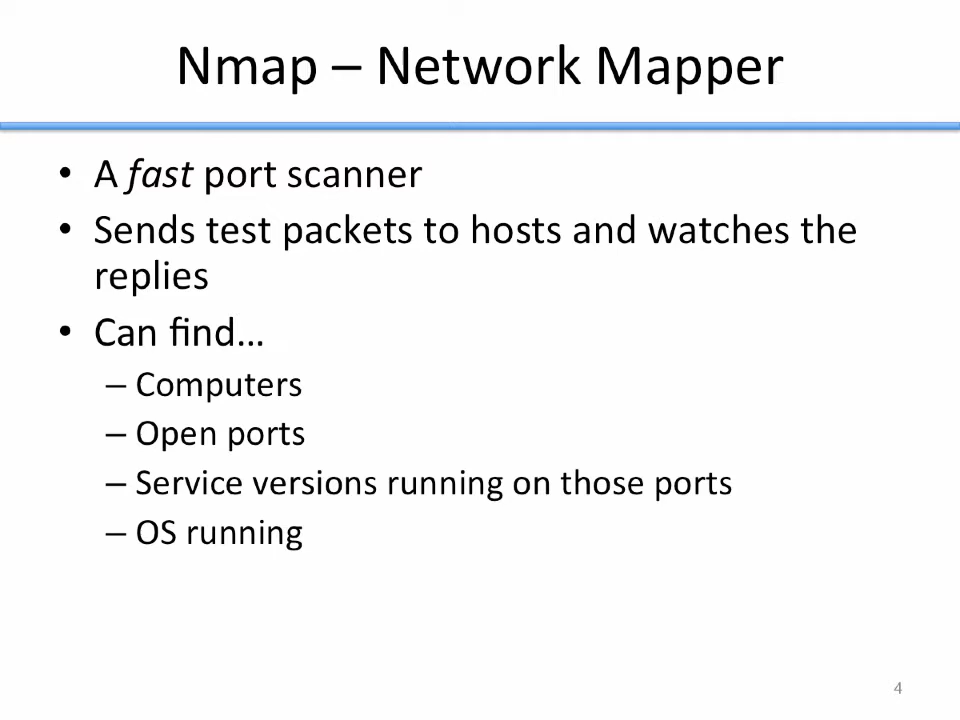 Nmap – Network Mapper
• A fast port scanner
• Sends test packets to hosts and watches the
replies
• Can find…
– Computers
– Open ports
– Service versions running on those ports
– OS running
4